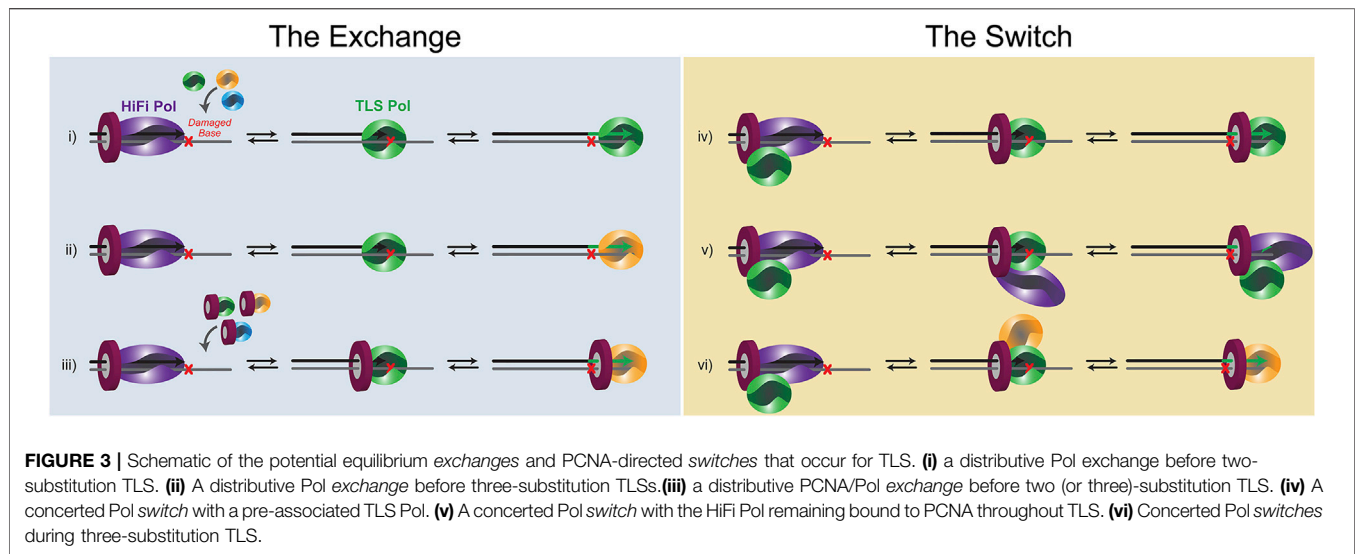 The Exchange
The Switch
HiFi Pol
TLS Pol
Damaged
Base
i)
ii)
iii)
iv)
v)
vi)
FIGURE 3 | Schematic of the potential equilibrium exchanges and PCNA-directed switches that occur for TLS. (i) a distributive Pol exchange before two-
substitution TLS. (ii) A distributive Pol exchange before three-substitution TLSs.(iii) a distributive PCNA/Pol exchange before two (or three)-substitution TLS. (iv) A
concerted Pol switch with a pre-associated TLS Pol. (v) A concerted Pol switch with the HiFi Pol remaining bound to PCNA throughout TLS. (vi) Concerted Pol switches
during three-substitution TLS.